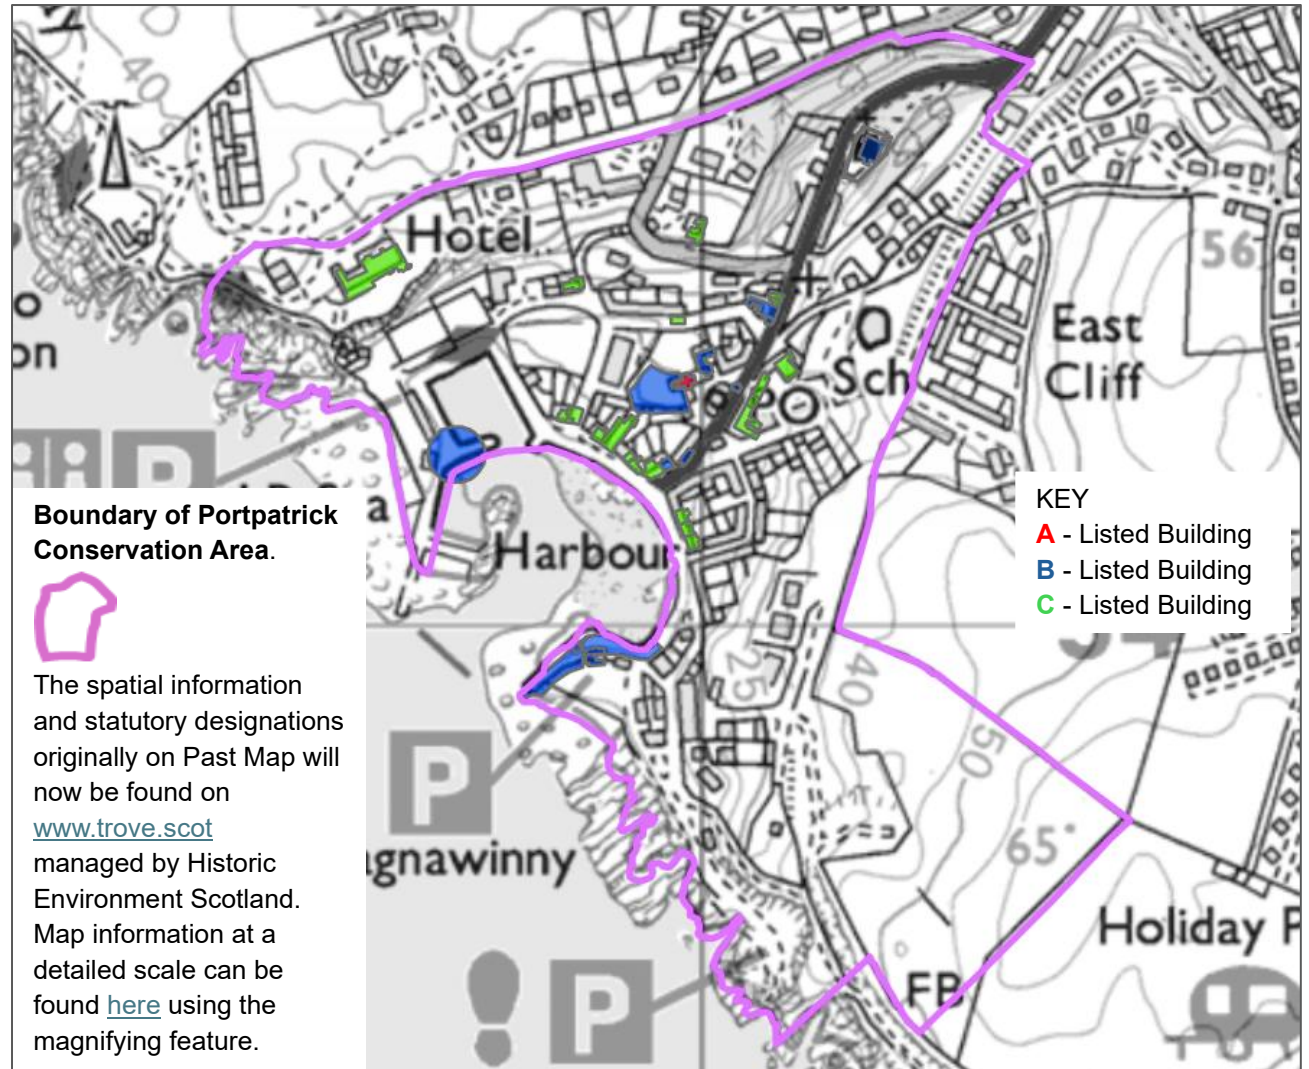 40
Hotel
56
o
on
East
Cliff
Sch
PO
P
a
Harbour
Boundary of Portpatrick
Conservation Area.
The spatial information
and statutory designations
originally on Past Map will
now be found on
www.trove.scot
managed by Historic
Environment Scotland.
Map information at a
detailed scale can be
found here using the
magnifying feature.
KEY
A - Listed Building
B - Listed Building
C - Listed Building
25
40
50
P
agnawinny
65
Holiday P
FB
P